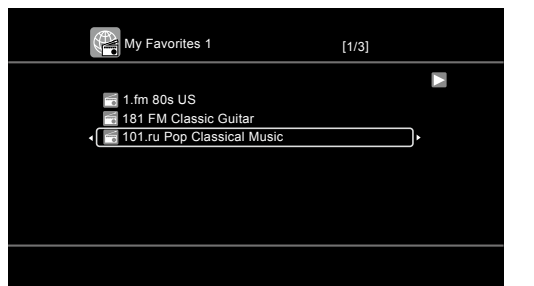 My Favorites 1 [1/3]
1.fm 80s US
181 FM Classic Guitar
101.ru Pop Classical Music